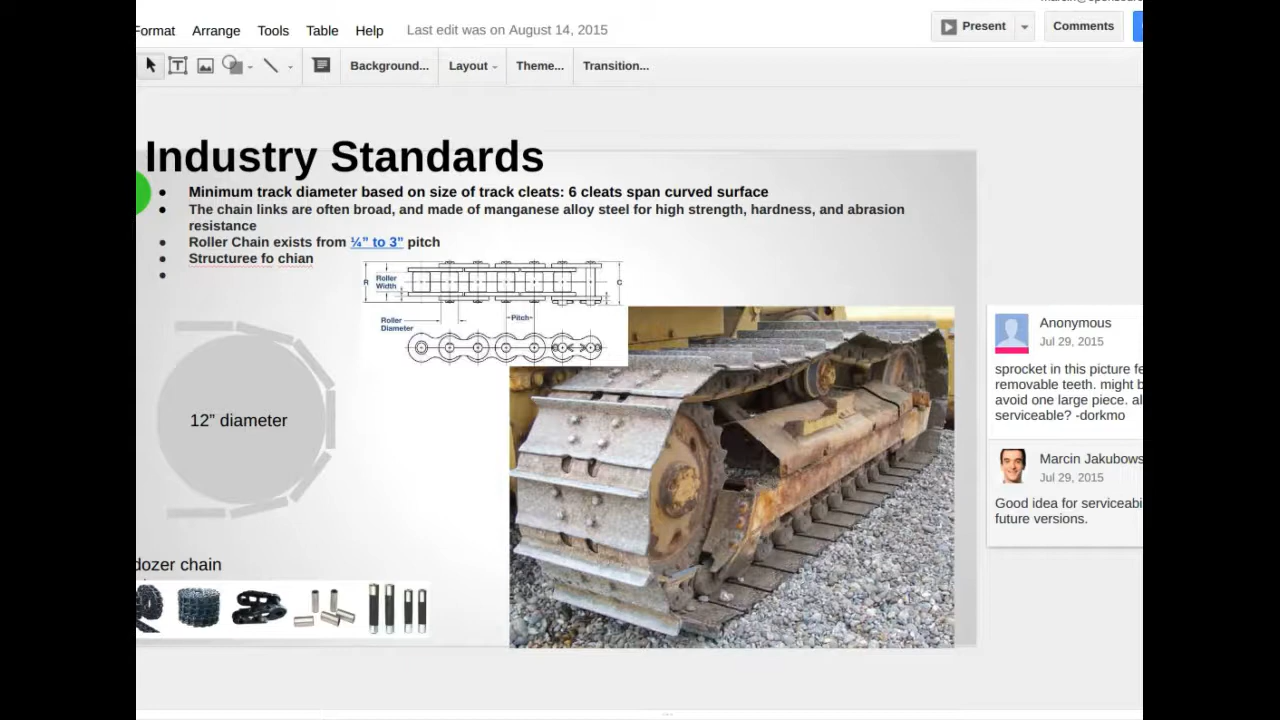 Format Arrange Tools Table Help Last edit was on August 14, 2015
Present Comments
Background... Layout Theme... Transition...
Industry Standards
Minimum track diameter based on size of track cleats: 6 cleats span curved surface
The chain links are often broad, and made of manganese alloy steel for high strength, hardness, and abrasion
resistance
Roller Chain exists from ¼” to 3” pitch
Structuree fo chian
R
Roller
Width
C
Roller
Diameter
Pitch
12” diameter
dozer chain
Anonymous
Jul 29, 2015
sprocket in this picture fe
removable teeth. might b
avoid one large piece. al
serviceable? -dorkmo
Marcin Jakubows
Jul 29, 2015
Good idea for serviceabi
future versions.